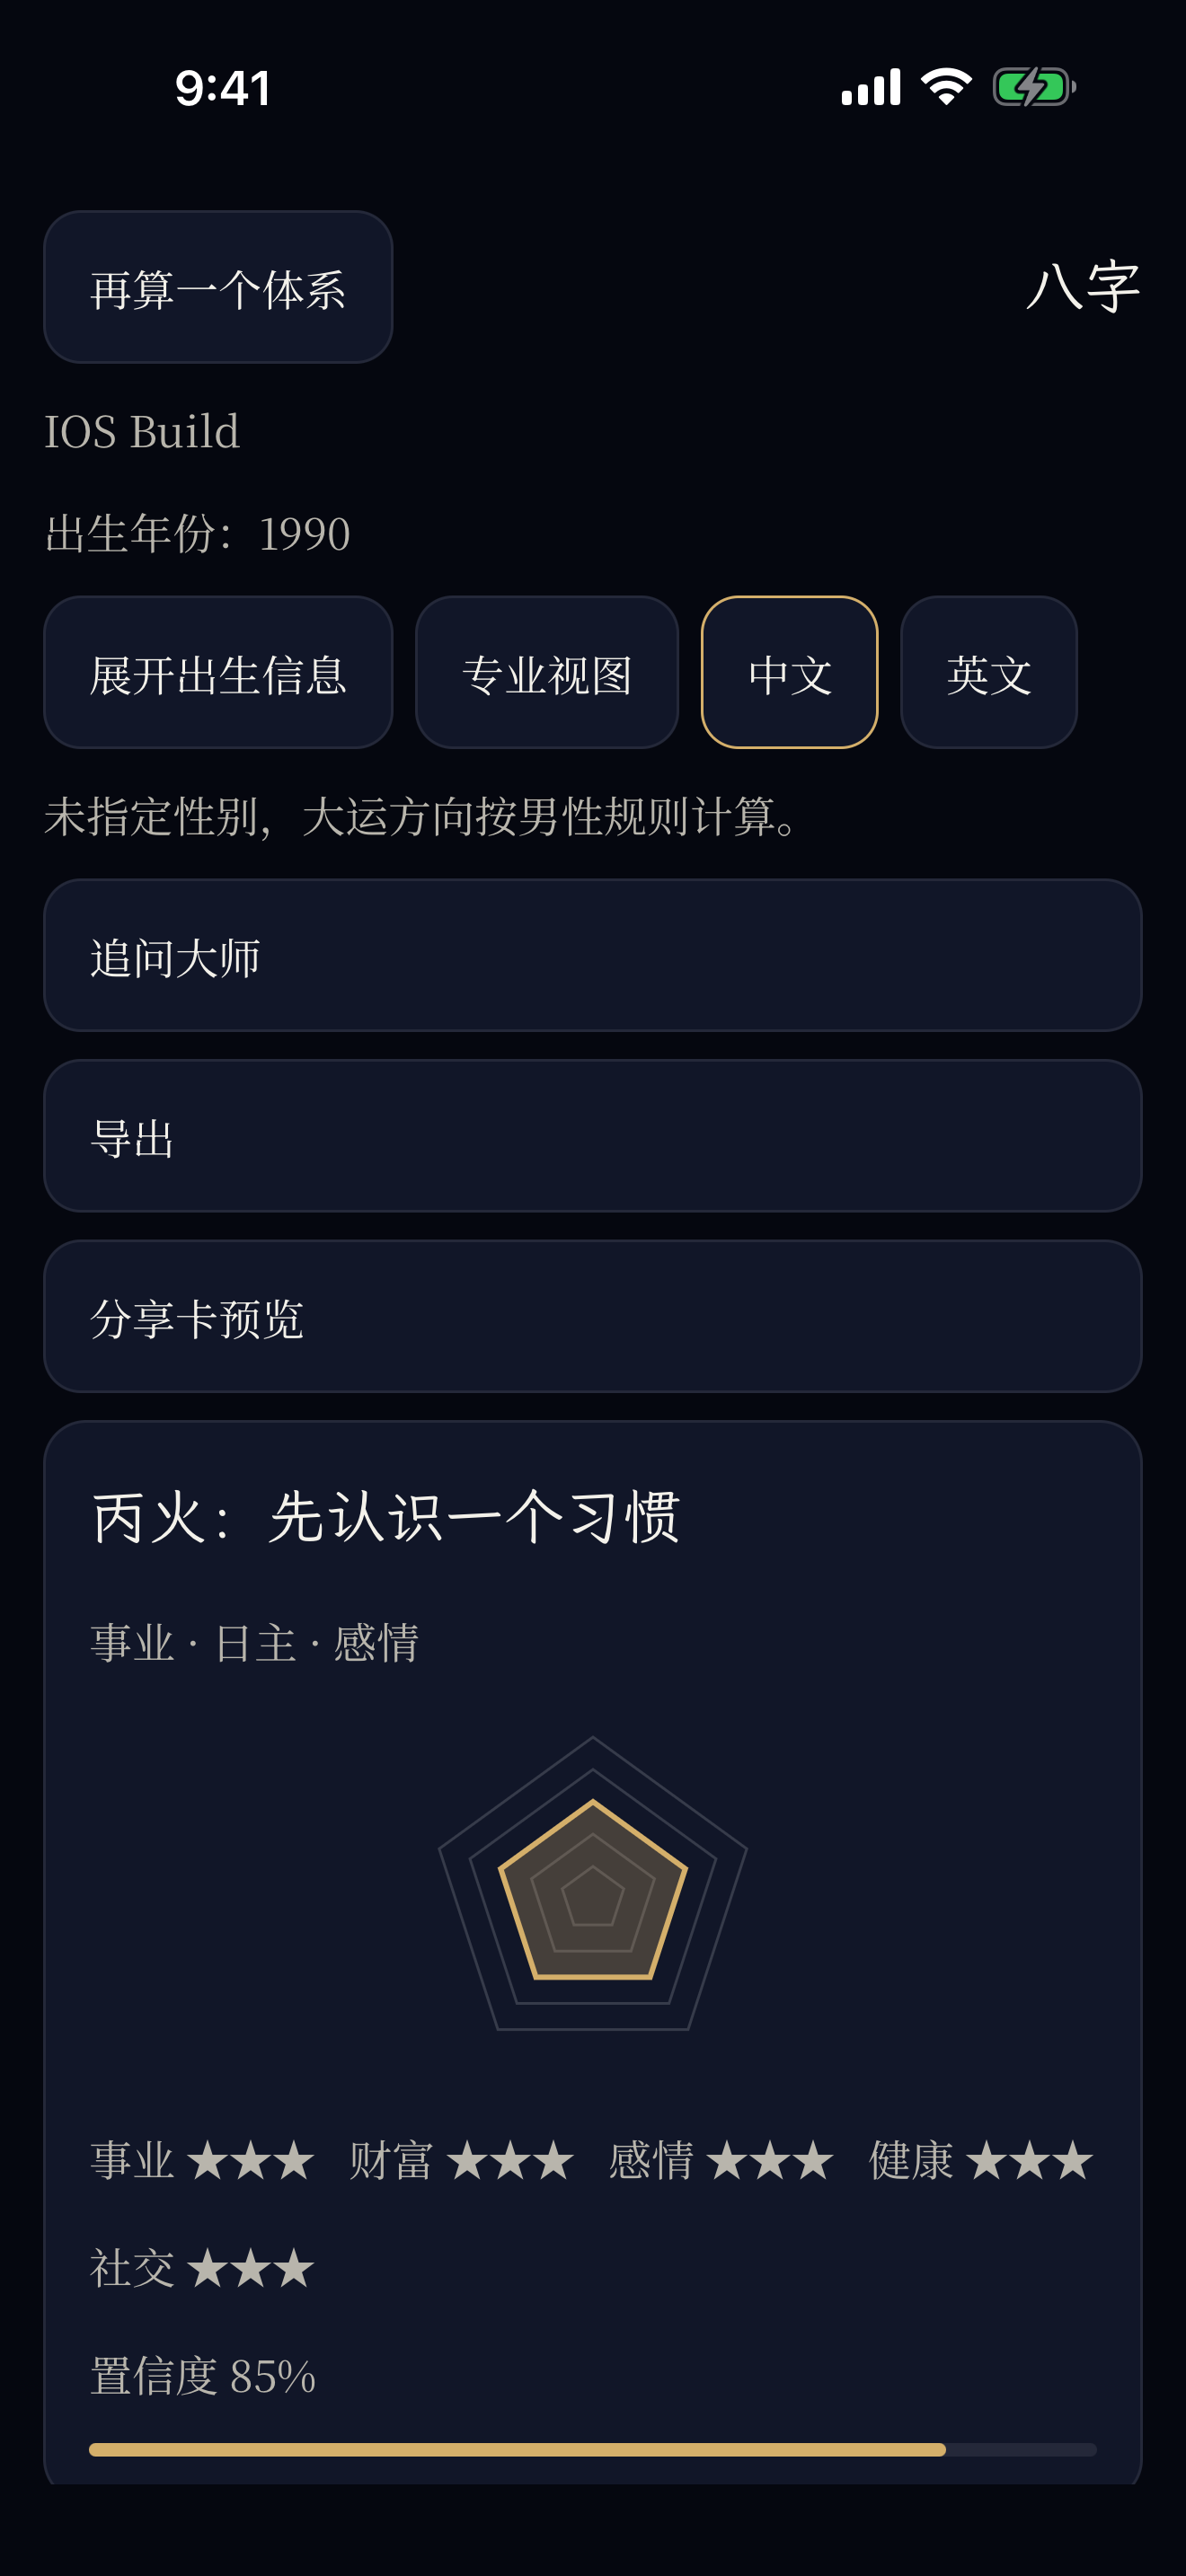 9:41
再算一个体系
八字
IOS Build
出生年份：1990
展开出生信息 专业视图 中文 英文
未指定性别，大运方向按男性规则计算。
追问大师
导出
分享卡预览
丙火：先认识一个习惯
事业 · 日主 · 感情
事业 ★★★ 财富 ★★★ 感情 ★★★ 健康 ★★★
社交 ★★★
置信度 85%